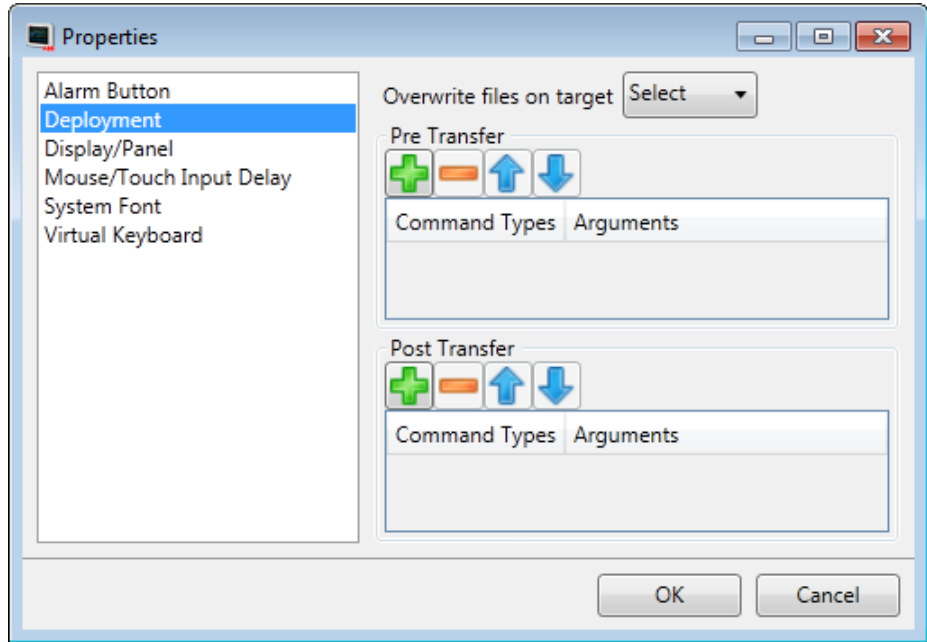 Properties
Alarm Button
Deployment
Display/Panel
Mouse/Touch Input Delay
System Font
Virtual Keyboard
Overwrite files on target Select
Pre Transfer
Command Types Arguments
Post Transfer
Command Types Arguments
OK Cancel